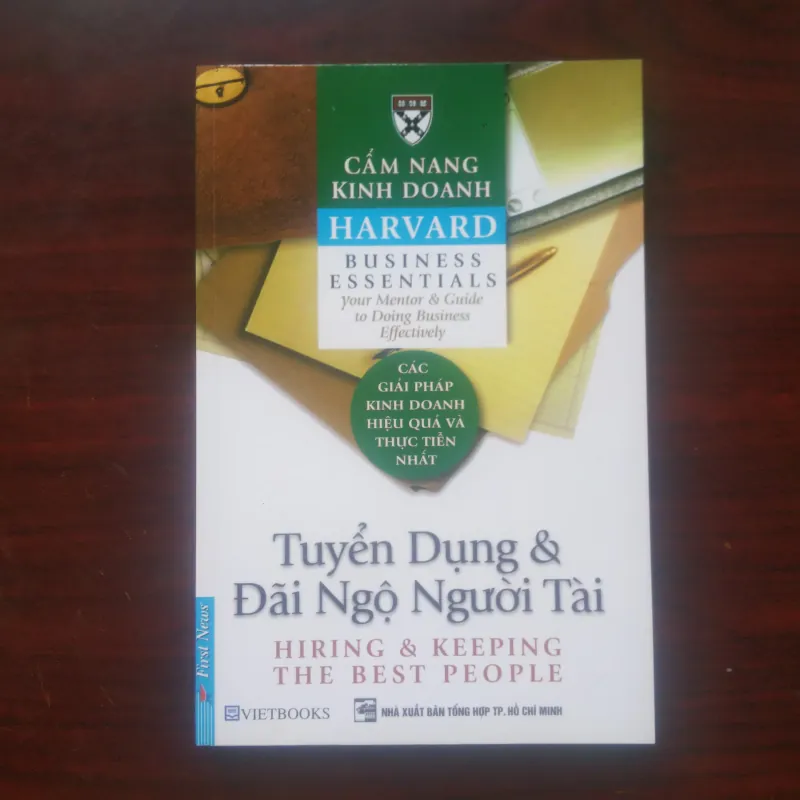 CẨM NANG
KINH DOANH
HARVARD
BUSINESS
ESSENTIALS
your Mentor & Guide
to Doing Business
Effectively
CÁC
GIẢI PHÁP
KINH DOANH
HIỆU QUẢ VÀ
THỰC TIỄN
NHẤT
Tuyển Dụng &
Đãi Ngộ Người Tài
HIRING & KEEPING
THE BEST PEOPLE
First News
VIETBOOKS
NHÀ XUẤT BẢN TỔNG HỢP TP. HỒ CHÍ MINH